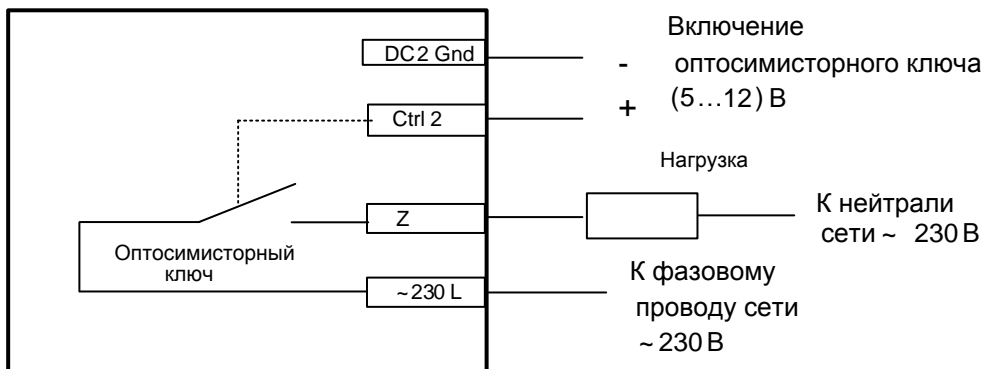 Включение
DC2 Gnd
-
оптосимисторного ключа
(5...12) В
Ctrl 2
+
Нагрузка
Z
К нейтрали
сети ~ 230 В
Оптосимисторный
ключ
~230 L
К фазовому
проводу сети
~ 230 В